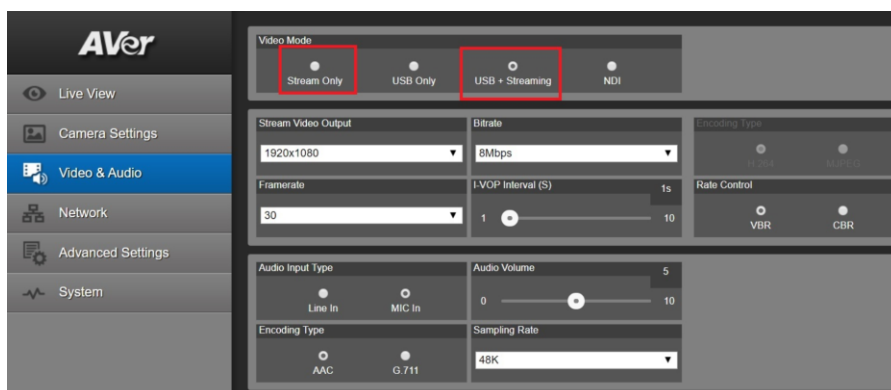 AVer
Live View
Camera Settings
Video & Audio
Network
Advanced Settings
System
Video Mode
Stream Only USB Only USB + Streaming NDI
Stream Video Output Bitrate Encoding Type
1920x1080 8Mbps H.264 MJPEG
Framerate I-VOP Interval (S) 1s Rate Control
30 1 10 VBR CBR
Audio Input Type Audio Volume 5
Line In MIC In 0 10
Encoding Type Sampling Rate
AAC G.711 48K